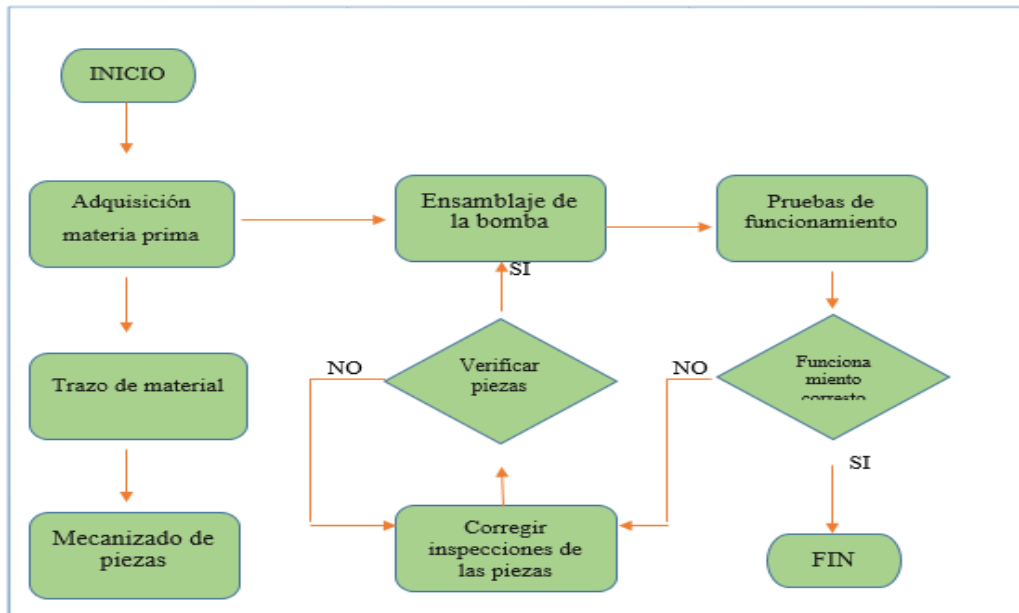 INICIO
Adquisición
materia prima
Trazo de material
Mecanizado de
piezas
Ensamblaje de
la bomba
SI
Verificar
piezas
NO
Corregir
inspecciones de
las piezas
Pruebas de
funcionamiento
Funciona
miento
corresto
NO
SI
FIN